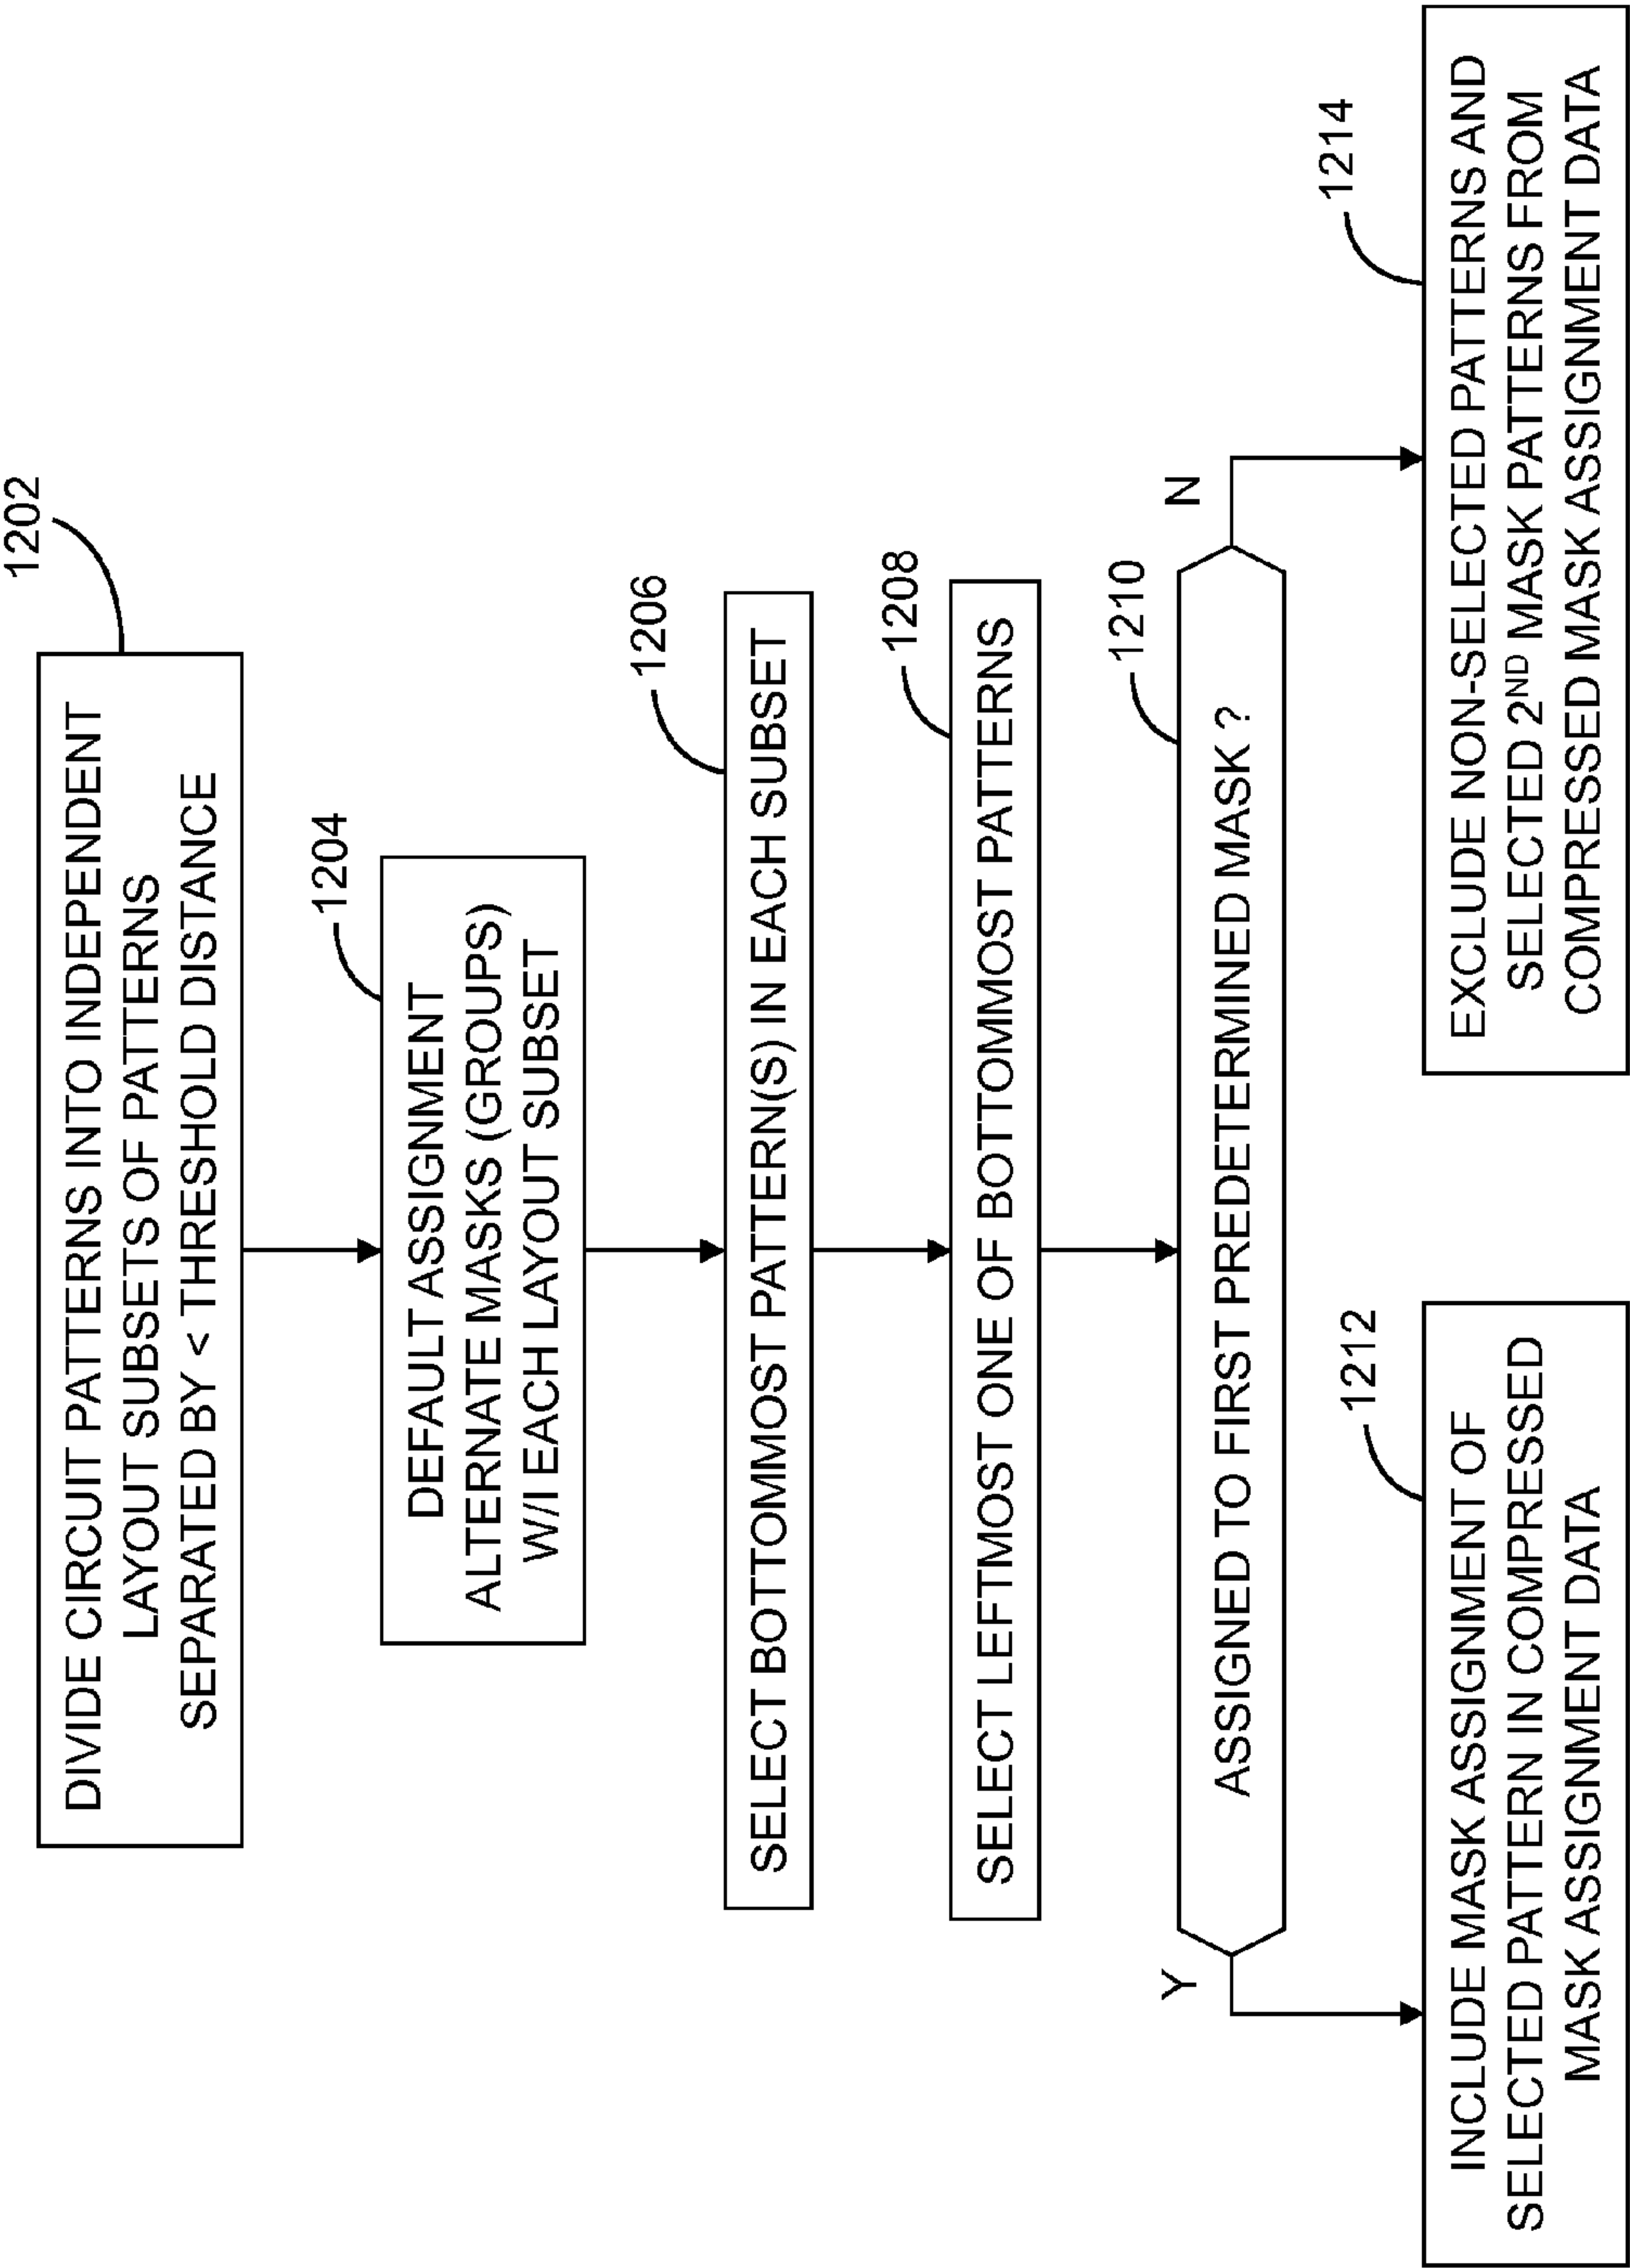 1202
DIVIDE CIRCUIT PATTERNS INTO INDEPENDENT
LAYOUT SUBSETS OF PATTERNS
SEPARATED BY < THRESHOLD DISTANCE
1204
DEFAULT ASSIGNMENT
ALTERNATE MASKS (GROUPS)
W/I EACH LAYOUT SUBSET
1206
SELECT BOTTOMMOST PATTERN(S) IN EACH SUBSET
1208
SELECT LEFTMOST ONE OF BOTTOMMOST PATTERNS
1210
ASSIGNED TO FIRST PREDETERMINED MASK ?
Y
N
1212
INCLUDE MASK ASSIGNMENT OF
SELECTED PATTERN IN COMPRESSED
MASK ASSIGNMENT DATA
1214
EXCLUDE NON-SELECTED PATTERNS AND
SELECTED 2ND MASK PATTERNS FROM
COMPRESSED MASK ASSIGNMENT DATA